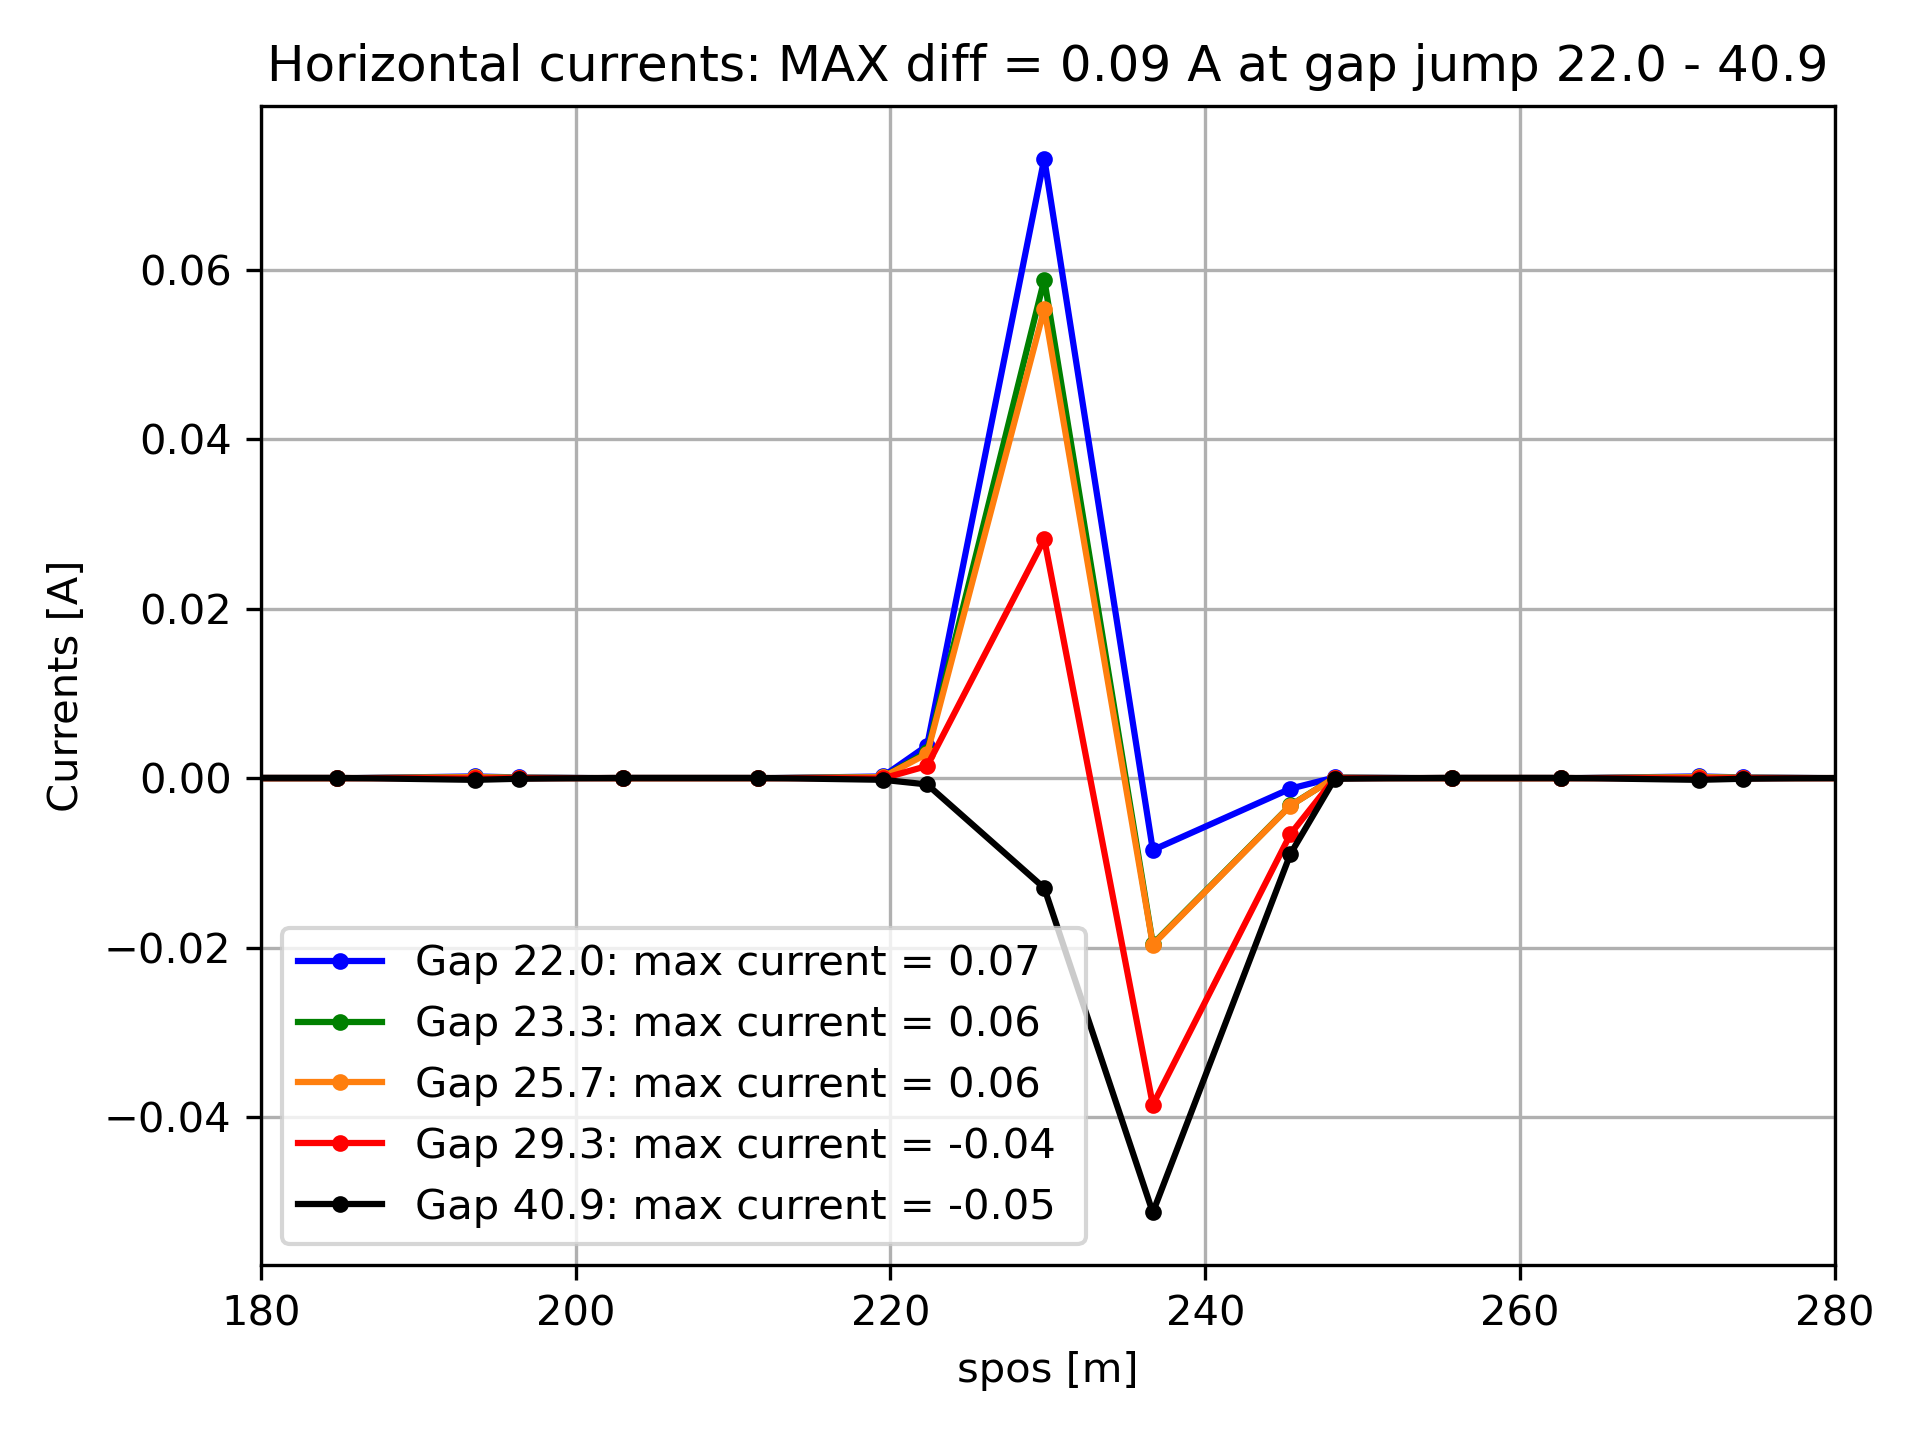 Horizontal currents: MAX diff = 0.09 A at gap jump 22.0 - 40.9
Currents [A]
0.06
0.04
0.02
0.00
−0.02
−0.04
Gap 22.0: max current = 0.07
Gap 23.3: max current = 0.06
Gap 25.7: max current = 0.06
Gap 29.3: max current = -0.04
Gap 40.9: max current = -0.05
180 200 220 240 260 280
spos [m]